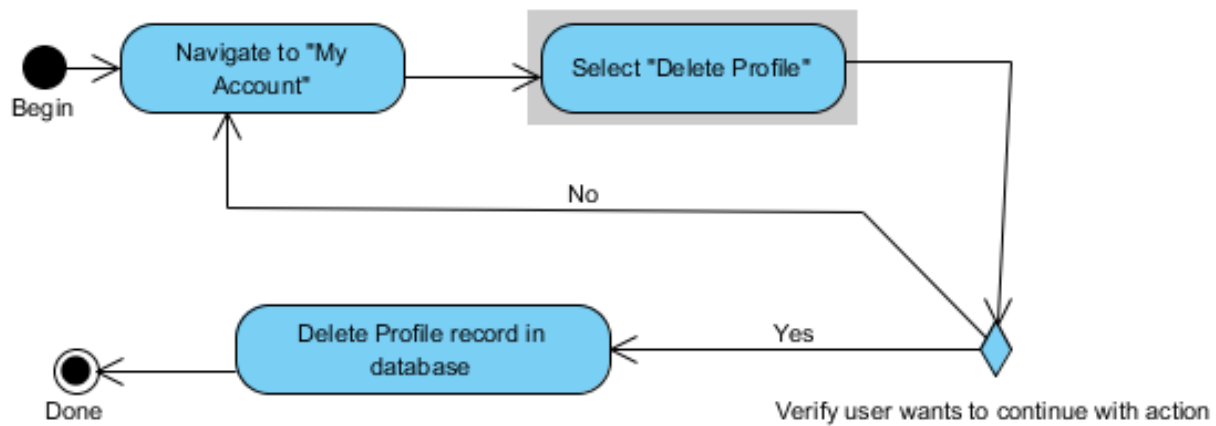 Navigate to "My
Account"
Select "Delete Profile"
Begin
No
Delete Profile record in
database
Yes
Done
Verify user wants to continue with action